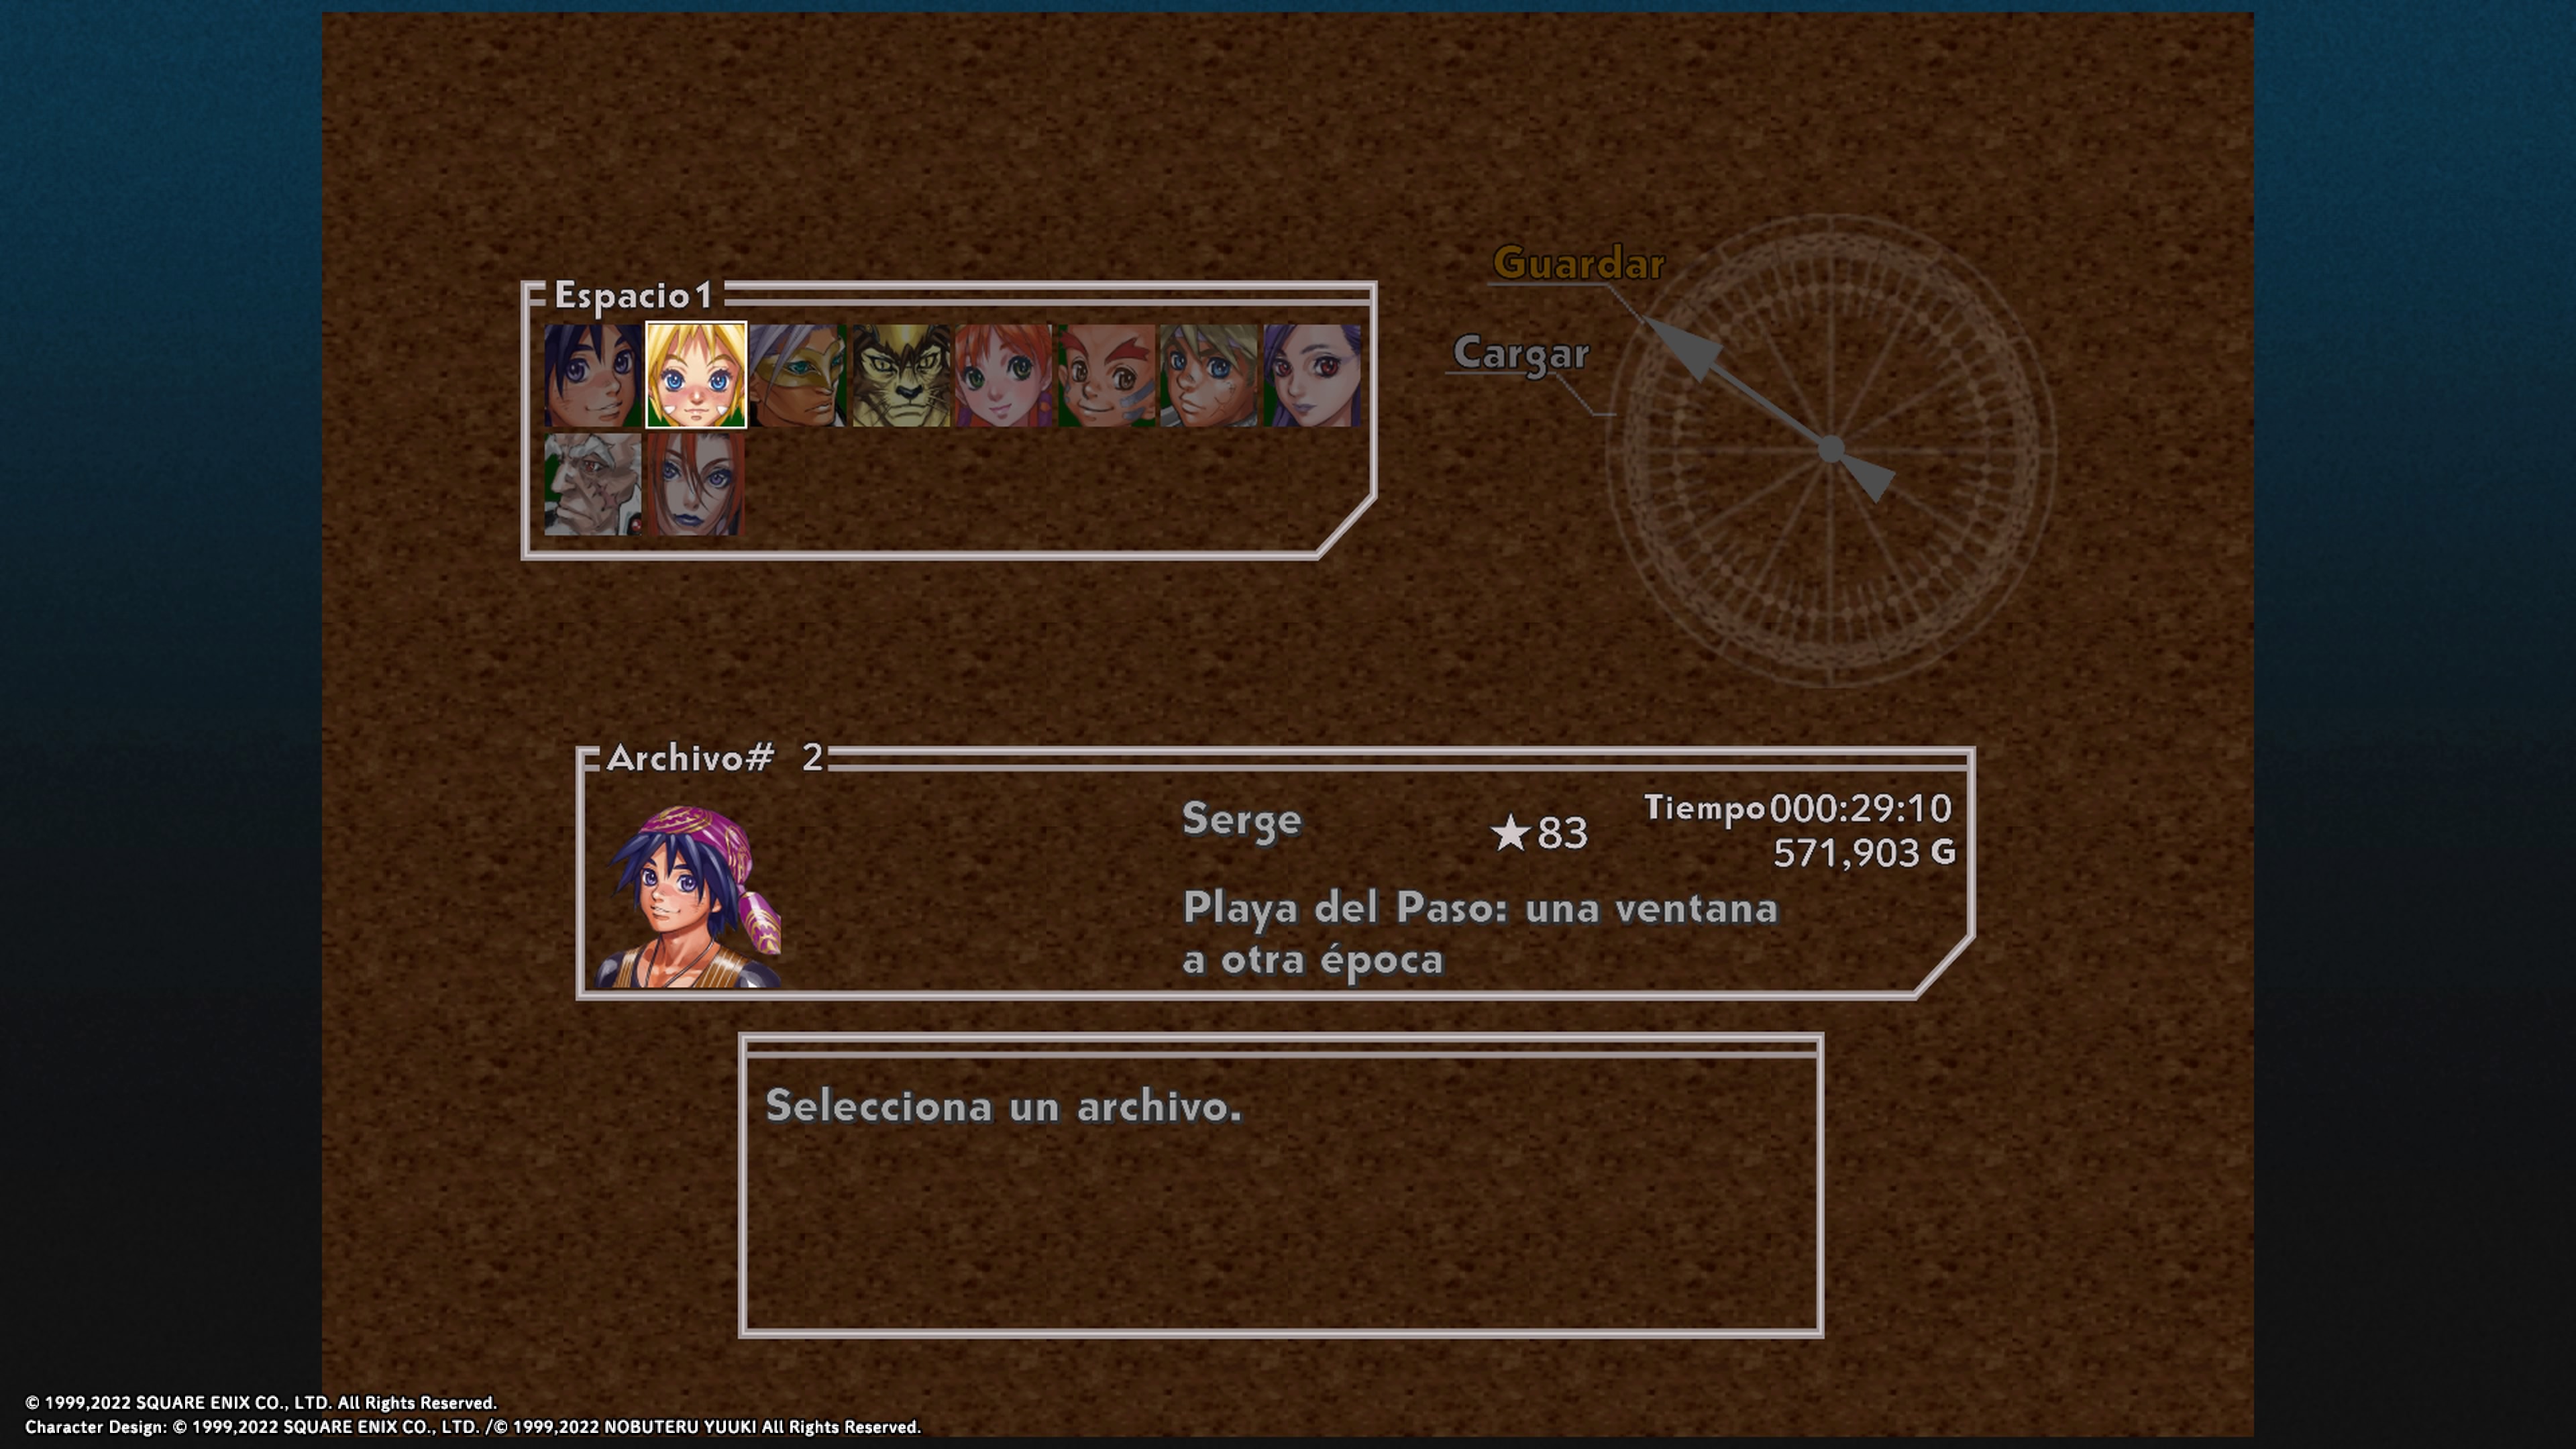 Guardar
Espacio1
Cargar
Archivo# 2
Serge
★83
Tiempo000:29:10
571,903 G
Playa del Paso: una ventana
a otra época
Selecciona un archivo.
© 1999,2022 SQUARE ENIX CO., LTD. All Rights Reserved.
Character Design: © 1999,2022 SQUARE ENIX CO., LTD. /© 1999,2022 NOBUTERU YUUKI All Rights Reserved.